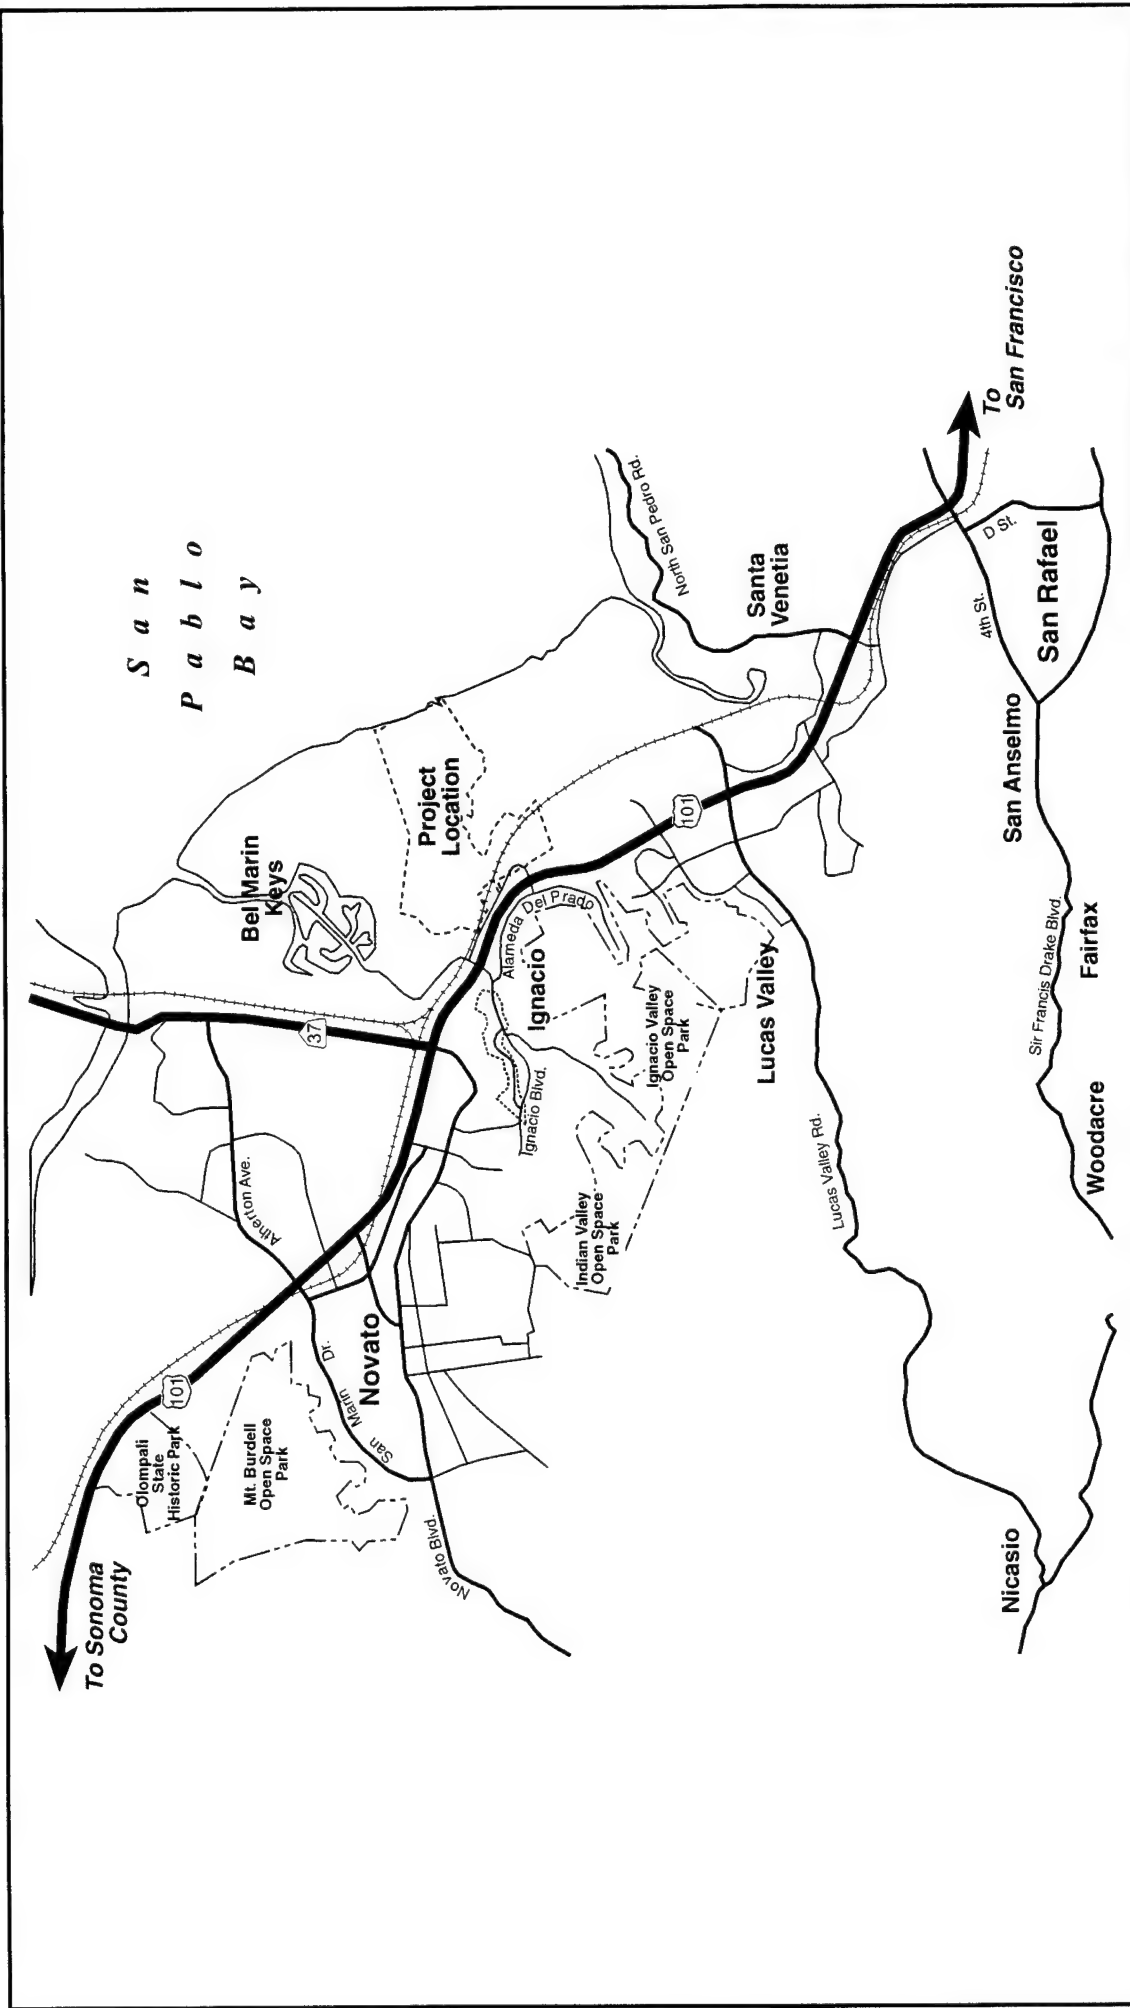 To Sonoma
County
101
Olompali
State
Historic Park
Mt. Burdell
Open Space
Park
San Marin Dr.
Novato
Novato Blvd.
Atherton Ave.
37
Bel Marin
Keys
San
Pablo
Bay
Project
Location
Ignacio
Ignacio Blvd.
Alameda Del Prado
Indian Valley
Open Space
Park
Ignacio Valley
Open Space
Park
101
Lucas Valley
Lucas Valley Rd.
Santa
Venetia
North San Pedro Rd.
To
San Francisco
D St.
4th St.
San Rafael
San Anselmo
Sir Francis Drake Blvd.
Fairfax
Woodacre
Nicasio